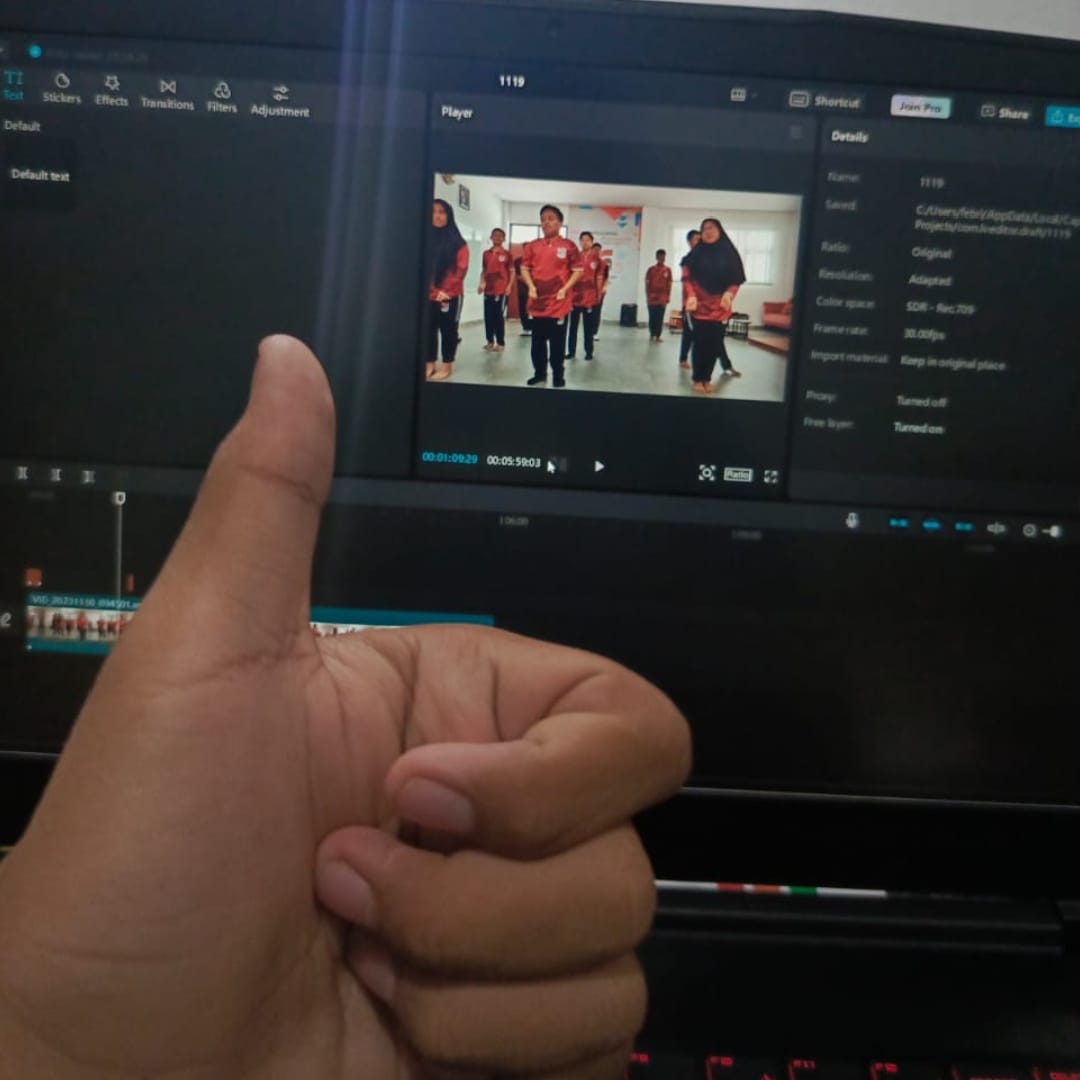 1119
TI
Text
Stickers
Effects
Transitions
Filters
Adjustment
Shortcut
Join Pro
Share
Default
Default text
Player
Details
Name: 1119
Saved: C:/Users/febri/AppData/Local/Cap
Projects/com.lveditor.draft/1119
Ratio: Original
Resolution: Adapted
Color space: SDR - Rec.709
Frame rate: 30.00fps
Import material: Keep in original place
Proxy: Turned off
Free layer: Turned on
00:01:09:29 00:05:59:03
Ratio